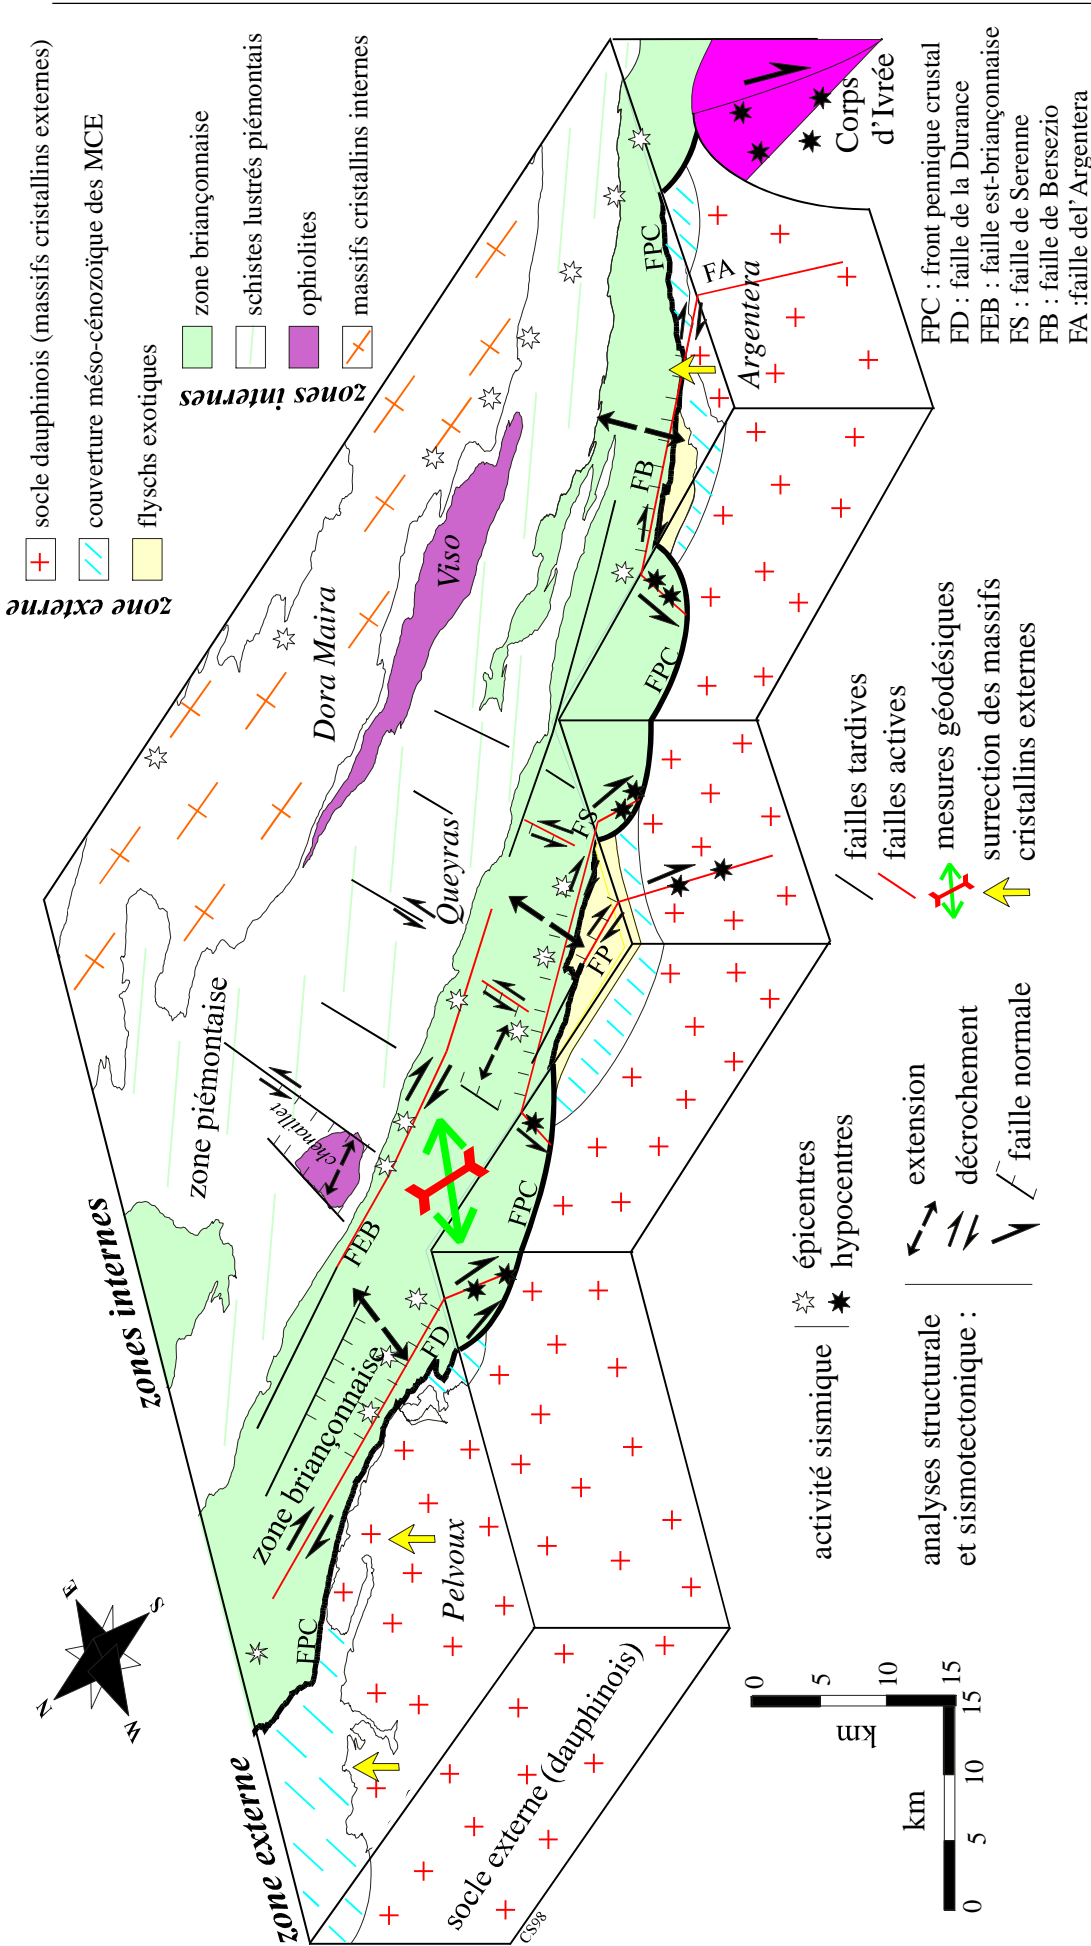 zone externe
socle dauphinois (massifs cristallins externes)
couverture méso-cénozoïque des MCE
flyschs exotiques
zones internes
zone briançonnaise
schistes lustrés piémontais
ophiolites
massifs cristallins internes
N
E
S
W
zone externe
zones internes
zone piémontaise
chenaillet
Queyras'
Dora Maira
Viso
zone briançonnaise
FPC
FEB
FD
FPC
FP
FS
FPC
FB
FPC
FA
Argentera
Corps
d'Ivrée
Pelvoux
socle externe (dauphinois)
CS98
FPC : front pennique crustal
FD : faille de la Durance
FEB : faille est-briançonnaise
FS : faille de Serenne
FB : faille de Bersezio
FA :faille del'Argentera
0
5
10
15
km
km
0
5
10
15
activité sismique
épicentres
hypocentres
analyses structurale
et sismotectonique :
extension
décrochement
faille normale
failles tardives
failles actives
mesures géodésiques
surrection des massifs
cristallins externes